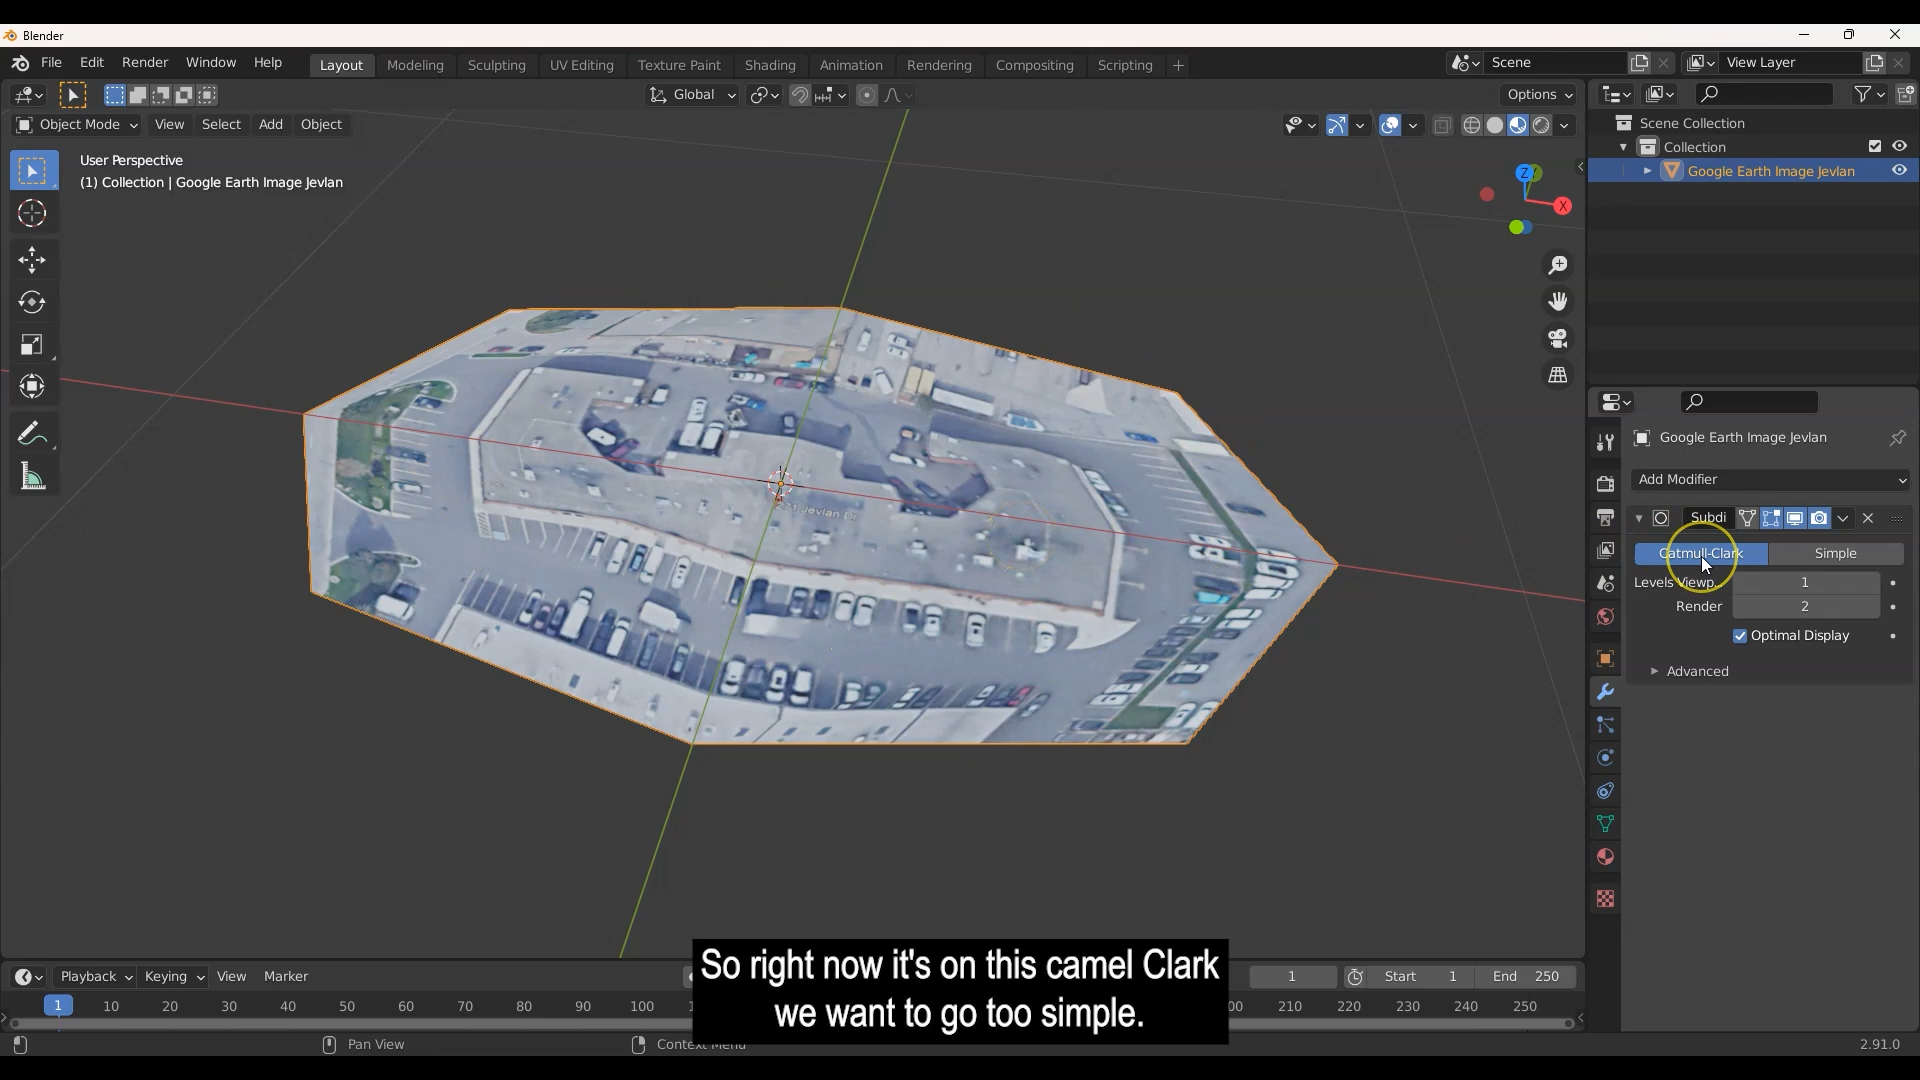 Blender
File Edit Render Window Help Layout Modeling Sculpting UV Editing Texture Paint Shading Animation Rendering Compositing Scripting + Scene View Layer
Global Options
Object Mode View Select Add Object
User Perspective
(1) Collection | Google Earth Image Jevlan
Z
Y
X
Scene Collection
Collection
Google Earth Image Jevlan
Google Earth Image Jevlan
Add Modifier
Subdi
Catmull-Clark Simple
Levels Viewp... 1
Render 2
Optimal Display
Advanced
71 Jevlan Dr
So right now it's on this camel Clark
we want to go too simple.
Playback Keying View Marker 1 Start 1 End 250
1 10 20 30 40 50 60 70 80 90 100 210 220 230 240 250
Pan View Context Menu 2.91.0